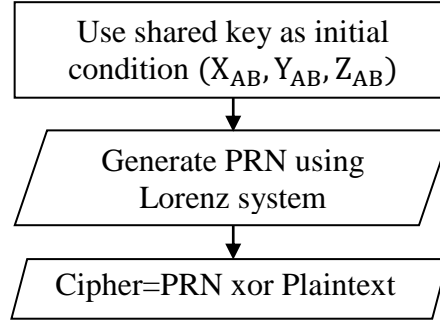 Use shared key as initial
condition (X_AB, Y_AB, Z_AB)
Generate PRN using
Lorenz system
Cipher=PRN xor Plaintext